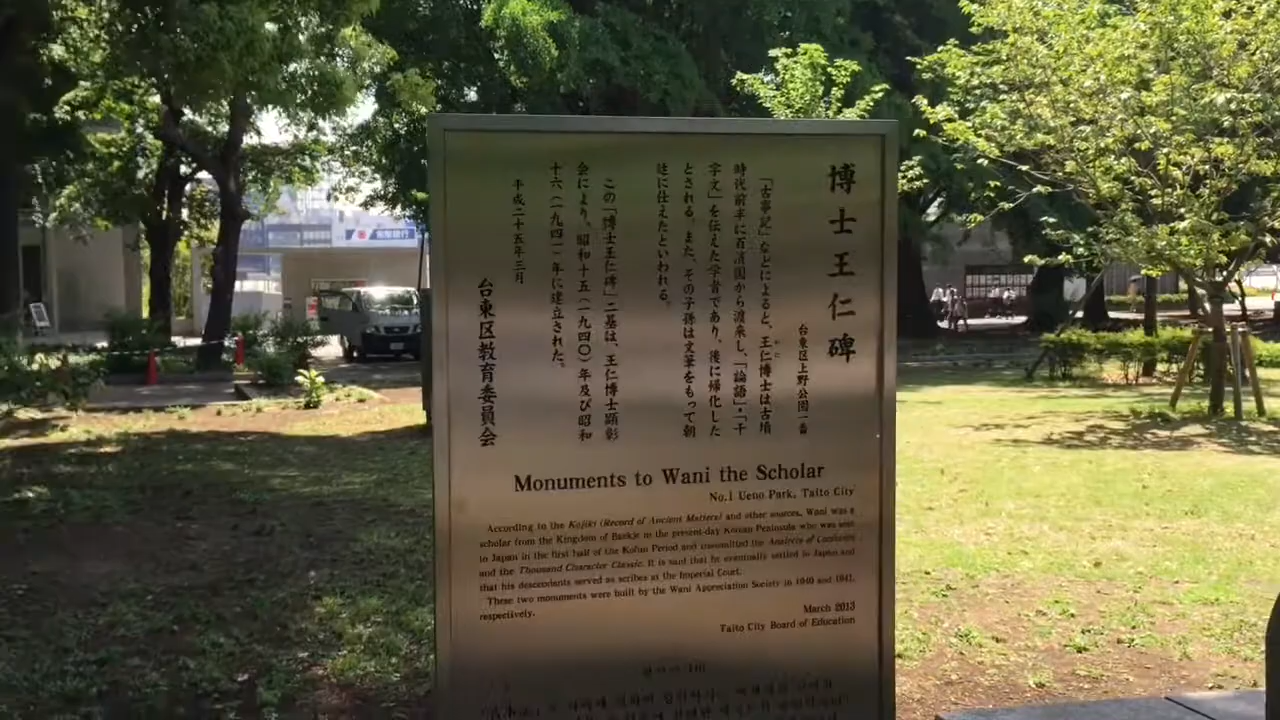 博士王仁碑
台東区上野公園一番
「古事記」などによると、王仁博士は古墳
わに
時代前半に百済国から渡来し、「論語」・「千
字文」を伝えた学者であり、後に帰化した
とされる。また、その子孫は文筆をもって朝
廷に仕えたといわれる。
この「博士王仁碑」二基は、王仁博士顕彰
会により、昭和十五(一九四〇)年及び昭和
十六(一九四一)年に建立された。
平成二十五年三月
台東区教育委員会
Monuments to Wani the Scholar
No.1 Ueno Park, Taito City
According to the Kojiki (Record of Ancient Matters) and other sources, Wani was a
scholar from the Kingdom of Baekje in the present-day Korean Peninsula who was sent
to Japan in the first half of the Kofun Period and transmitted the Analects of Confucius
and the Thousand Character Classic. It is said that he eventually settled in Japan and
that his descendants served as scribes at the Imperial Court.
These two monuments were built by the Wani Appreciation Society in 1940 and 1941,
respectively.
March 2013
Taito City Board of Education